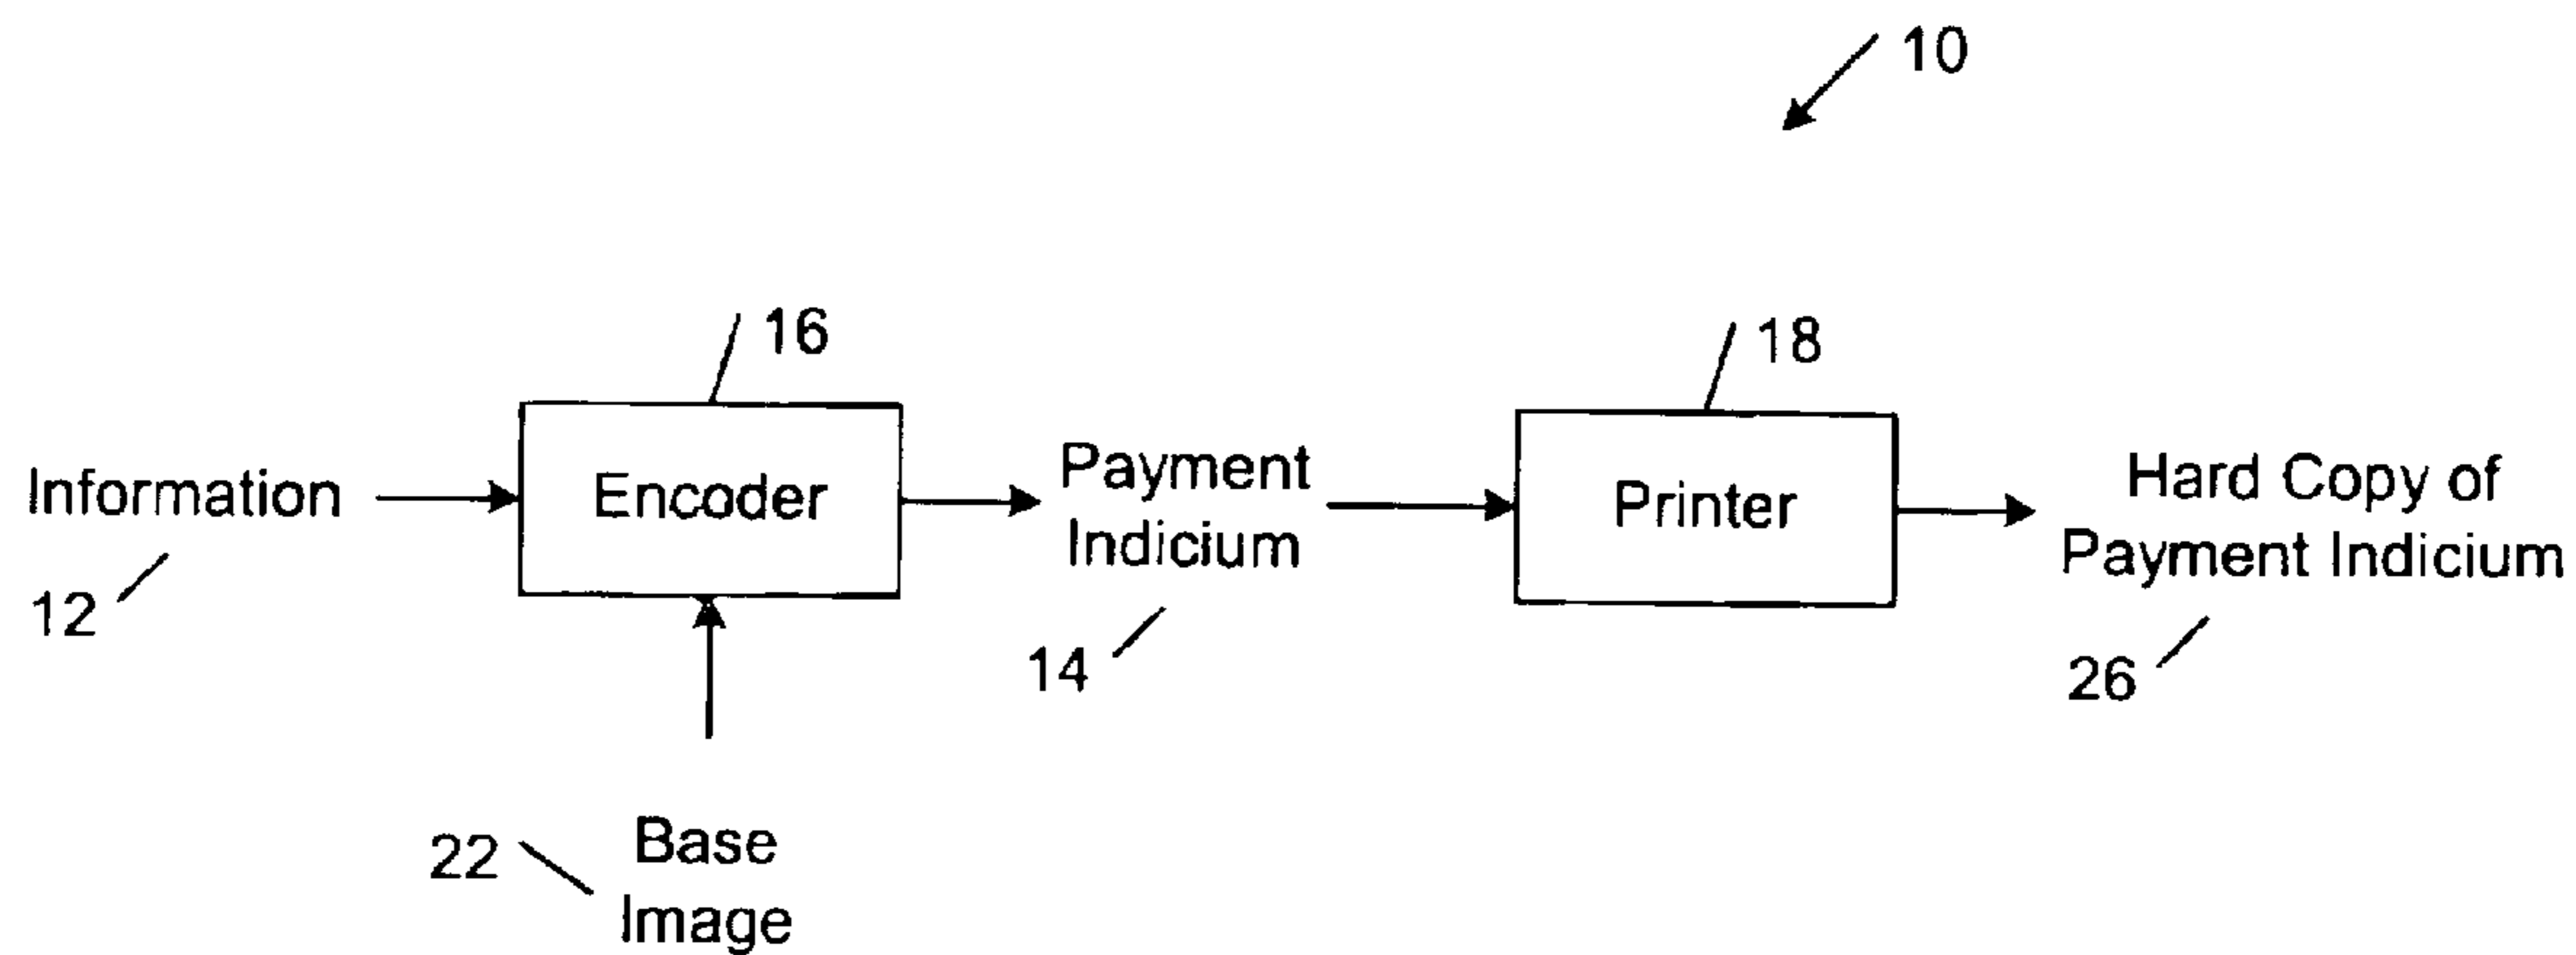 10
16
18
Information
Encoder
Payment
Indicium
Printer
Hard Copy of
Payment Indicium
12
14
26
22
Base
Image